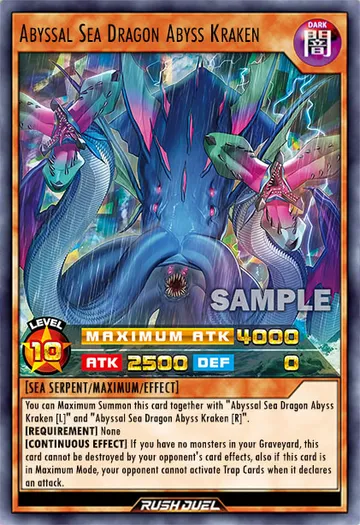 Abyssal Sea Dragon Abyss Kraken
DARK
闇
SAMPLE
LEVEL
10
MAXIMUM ATK 4000
ATK 2500 DEF 0
[SEA SERPENT/MAXIMUM/EFFECT]
You can Maximum Summon this card together with "Abyssal Sea Dragon Abyss
Kraken [L]" and "Abyssal Sea Dragon Abyss Kraken [R]".
[REQUIREMENT] None
[CONTINUOUS EFFECT] If you have no monsters in your Graveyard, this
card cannot be destroyed by your opponent's card effects, also if this card is
in Maximum Mode, your opponent cannot activate Trap Cards when it declares
an attack.
RUSH DUEL